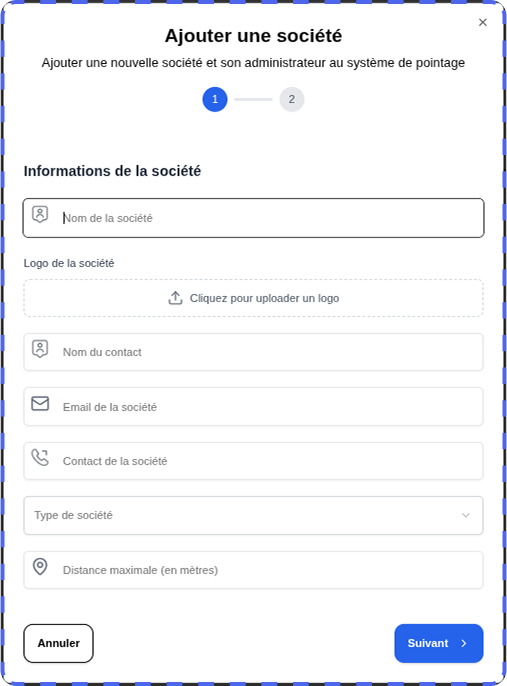 Ajouter une société
Ajouter une nouvelle société et son administrateur au système de pointage
1
2
Informations de la société
Nom de la société
Logo de la société
Cliquez pour uploader un logo
Nom du contact
Email de la société
Contact de la société
Type de société
Distance maximale (en mètres)
Annuler
Suivant